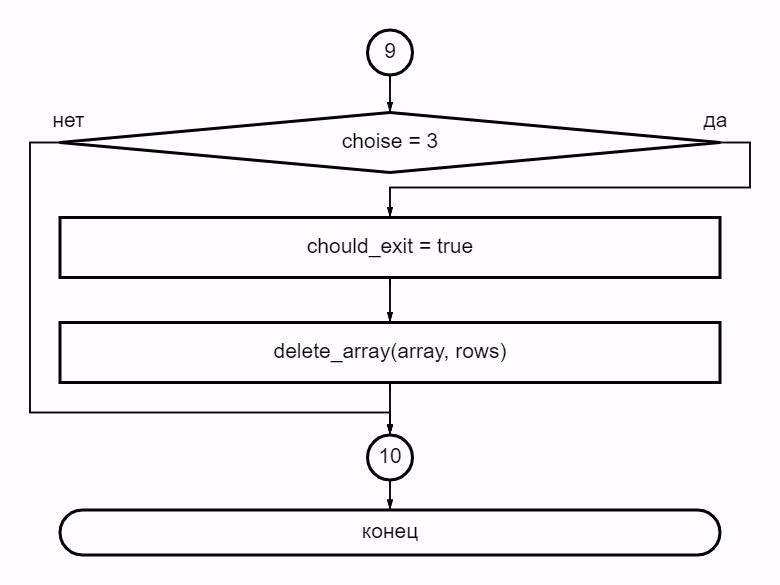 9
нет
да
choise = 3
chould_exit = true
delete_array(array, rows)
10
конец